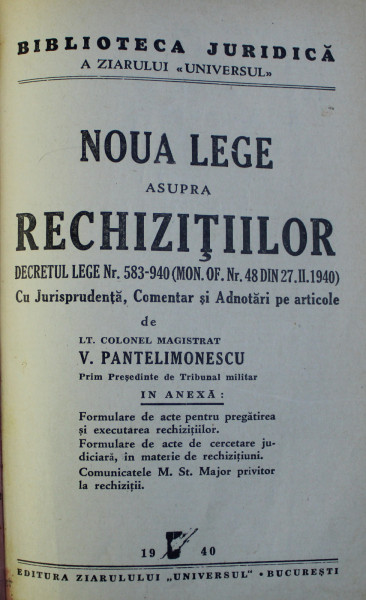 BIBLIOTECA JURIDICĂ
A ZIARULUI «UNIVERSUL»
NOUA LEGE
ASUPRA
RECHIZIŢIILOR
DECRETUL LEGE Nr. 583-940 (MON. OF. Nr. 48 DIN 27.II.1940)
Cu Jurisprudenţă, Comentar şi Adnotări pe articole
de
LT. COLONEL MAGISTRAT
V. PANTELIMONESCU
Prim Preşedinte de Tribunal militar
IN ANEXĂ :
Formulare de acte pentru pregătirea
şi executarea rechiziţiilor.
Formulare de acte de cercetare ju-
diciară, în materie de rechiziţiuni.
Comunicatele M. St. Major privitor
la rechiziţii.
19 40
EDITURA ZIARULULUI „UNIVERSUL" • BUCUREŞTI